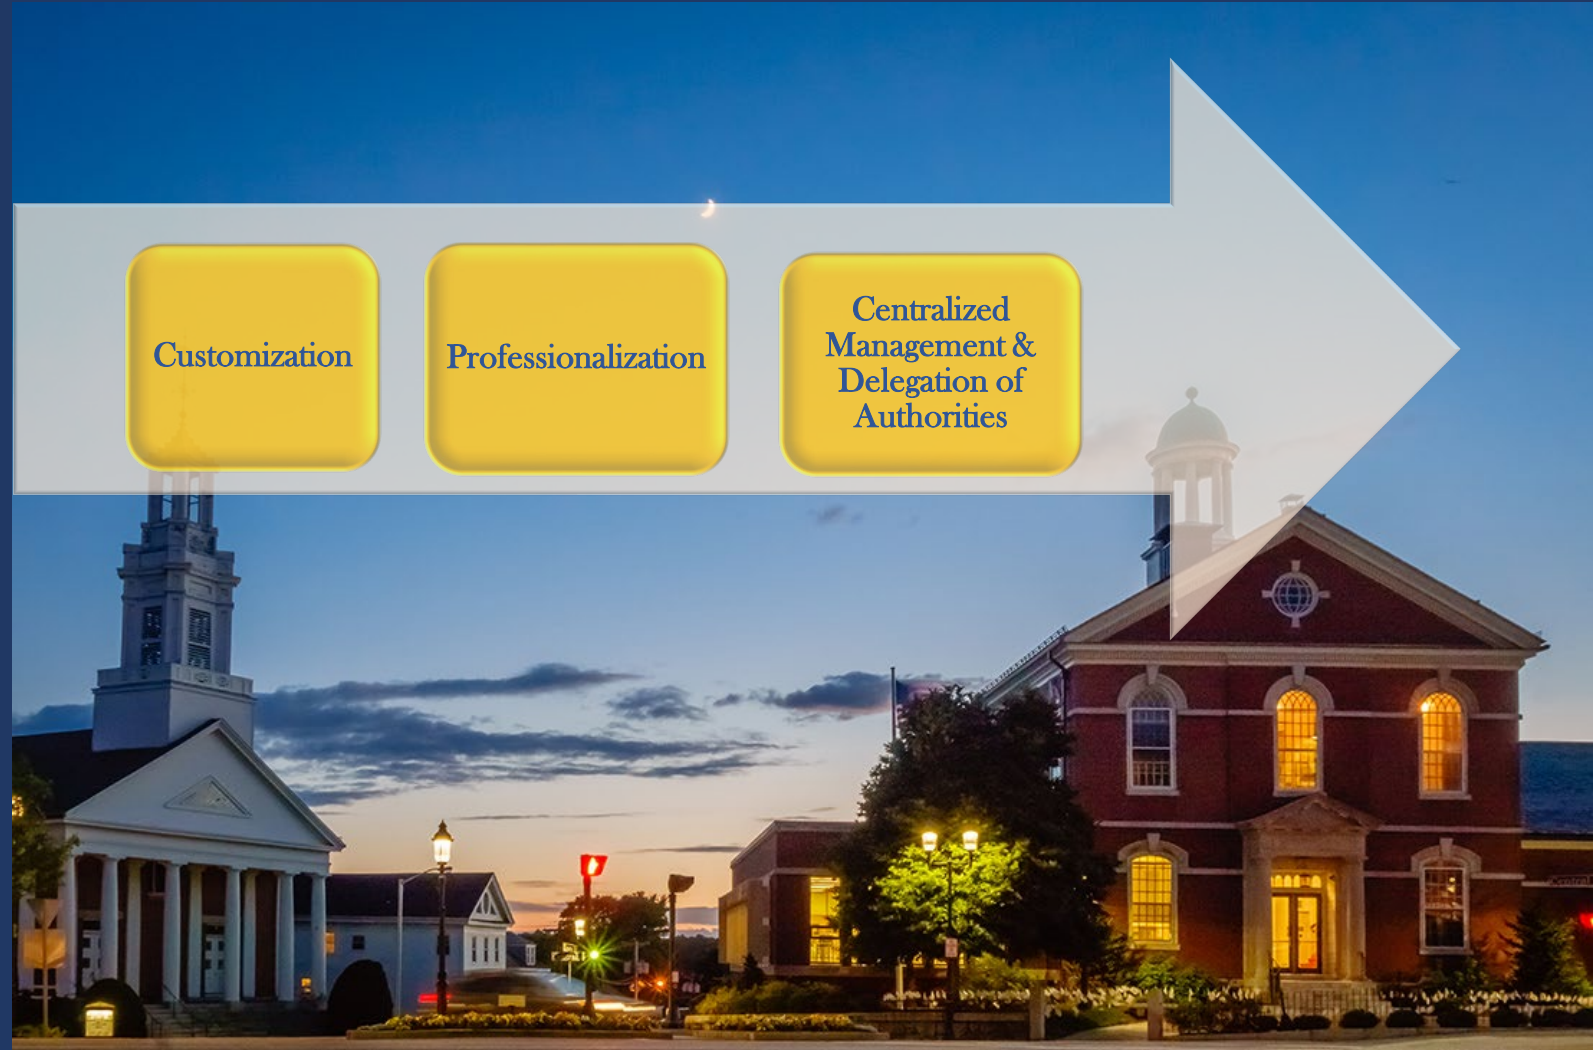 Customization
Professionalization
Centralized
Management &
Delegation of
Authorities